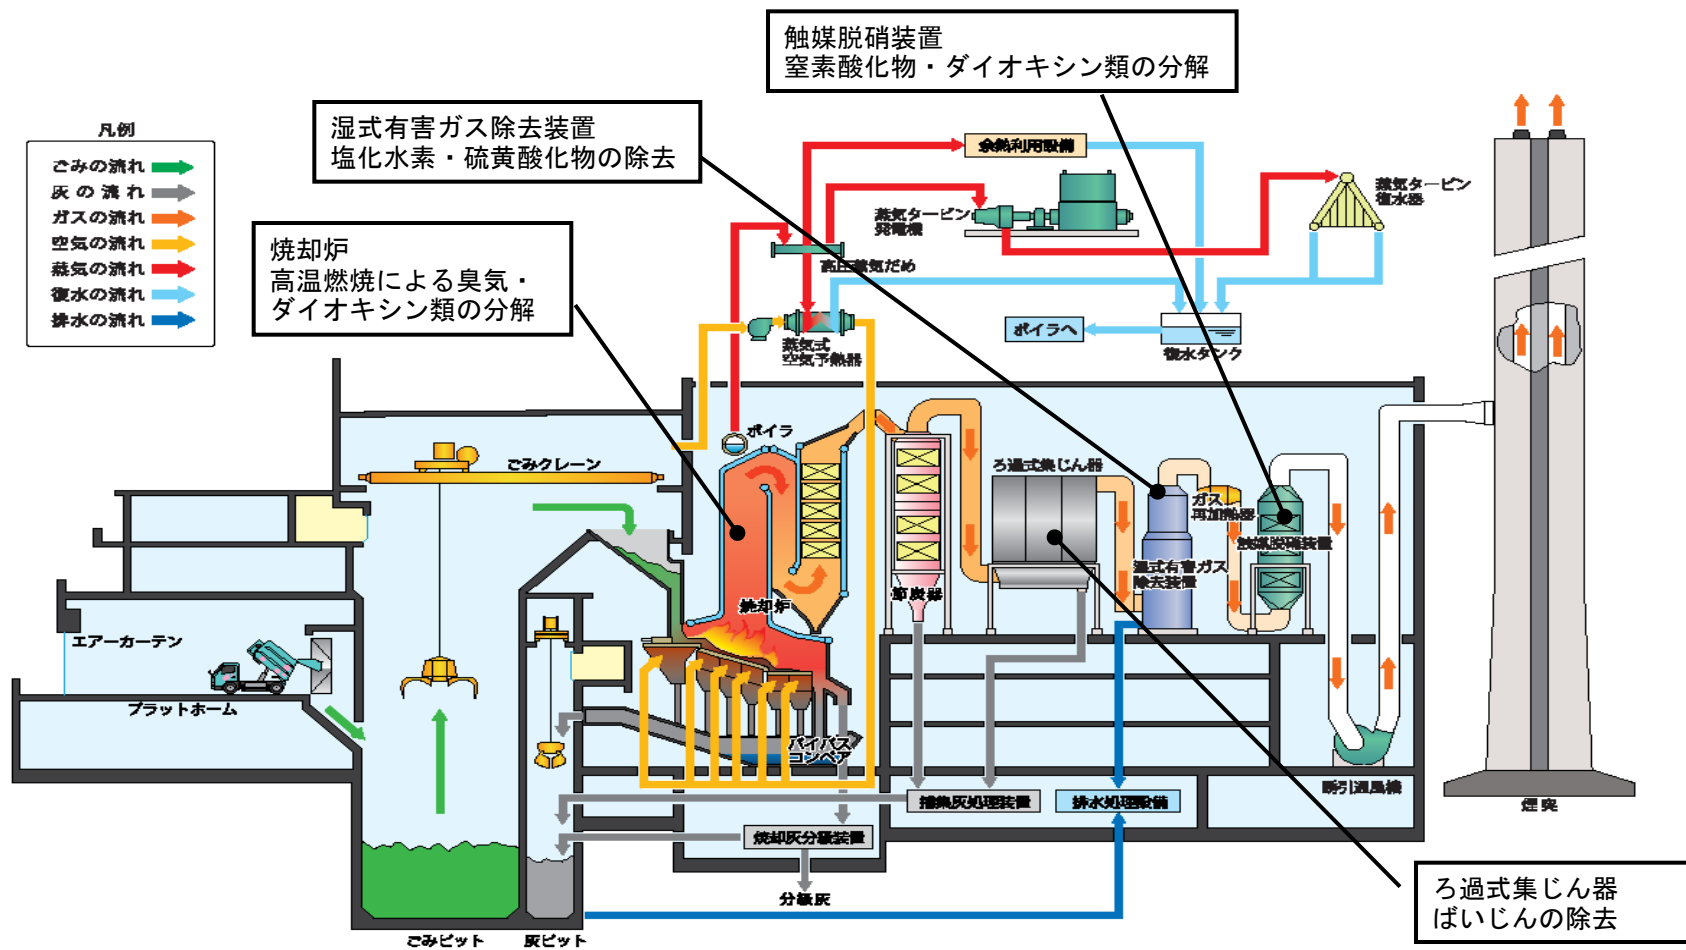 触媒脱硝装置
窒素酸化物・ダイオキシン類の分解
湿式有害ガス除去装置
塩化水素・硫黄酸化物の除去
焼却炉
高温燃焼による臭気・
ダイオキシン類の分解
凡例
ごみの流れ
灰の流れ
ガスの流れ
空気の流れ
蒸気の流れ
復水の流れ
排水の流れ
余熱利用設備
蒸気タービン
発電機
蒸気タービン
復水器
高圧蒸気だめ
蒸気式
空気予熱器
ボイラへ
復水タンク
ボイラ
ごみクレーン
ろ過式集じん器
ガス
再加熱器
触媒脱硝装置
湿式有害ガス
除去装置
節炭器
焼却炉
エアーカーテン
プラットホーム
バイパス
コンベア
捕集灰処理装置
排水処理設備
誘引通風機
煙突
焼却灰分級装置
分級灰
ごみピット
灰ピット
ろ過式集じん器
ばいじんの除去